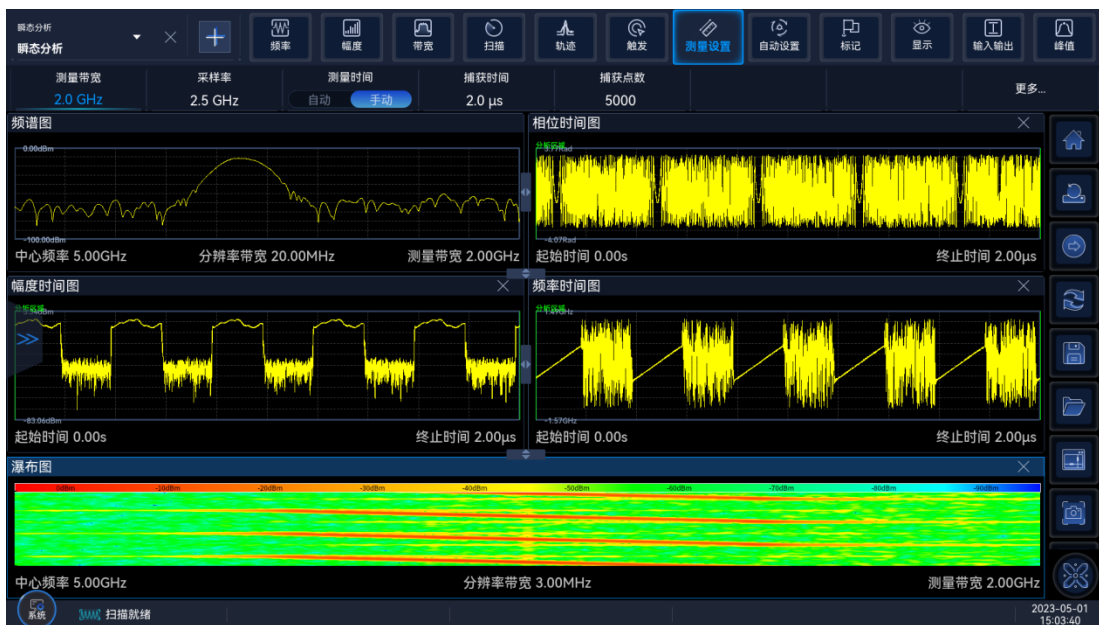 瞬态分析
瞬态分析
频率
幅度
带宽
扫描
轨迹
触发
测量设置
自动设置
标记
显示
输入输出
峰值
测量带宽
2.0 GHz
采样率
2.5 GHz
测量时间
自动 手动
捕获时间
2.0 μs
捕获点数
5000
更多...
频谱图
0.00dBm
-100.00dBm
中心频率 5.00GHz 分辨率带宽 20.00MHz 测量带宽 2.00GHz
相位时间图
分析区域
-4.07Rad
起始时间 0.00s 终止时间 2.00μs
幅度时间图
分析区域
-83.06dBm
起始时间 0.00s 终止时间 2.00μs
频率时间图
分析区域
-1.57GHz
起始时间 0.00s 终止时间 2.00μs
瀑布图
0dBm -10dBm -20dBm -30dBm -40dBm -50dBm -60dBm -70dBm -80dBm -90dBm
中心频率 5.00GHz 分辨率带宽 3.00MHz 测量带宽 2.00GHz
系统
扫描就绪
2023-05-01
15:03:40